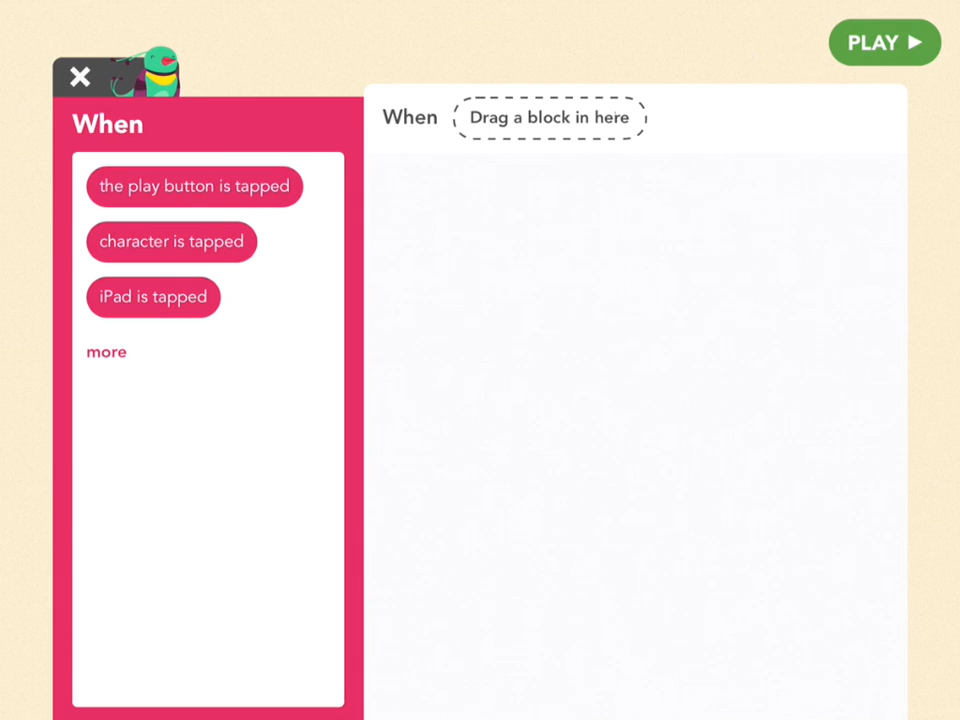 PLAY
When
When
Drag a block in here
the play button is tapped
character is tapped
iPad is tapped
more